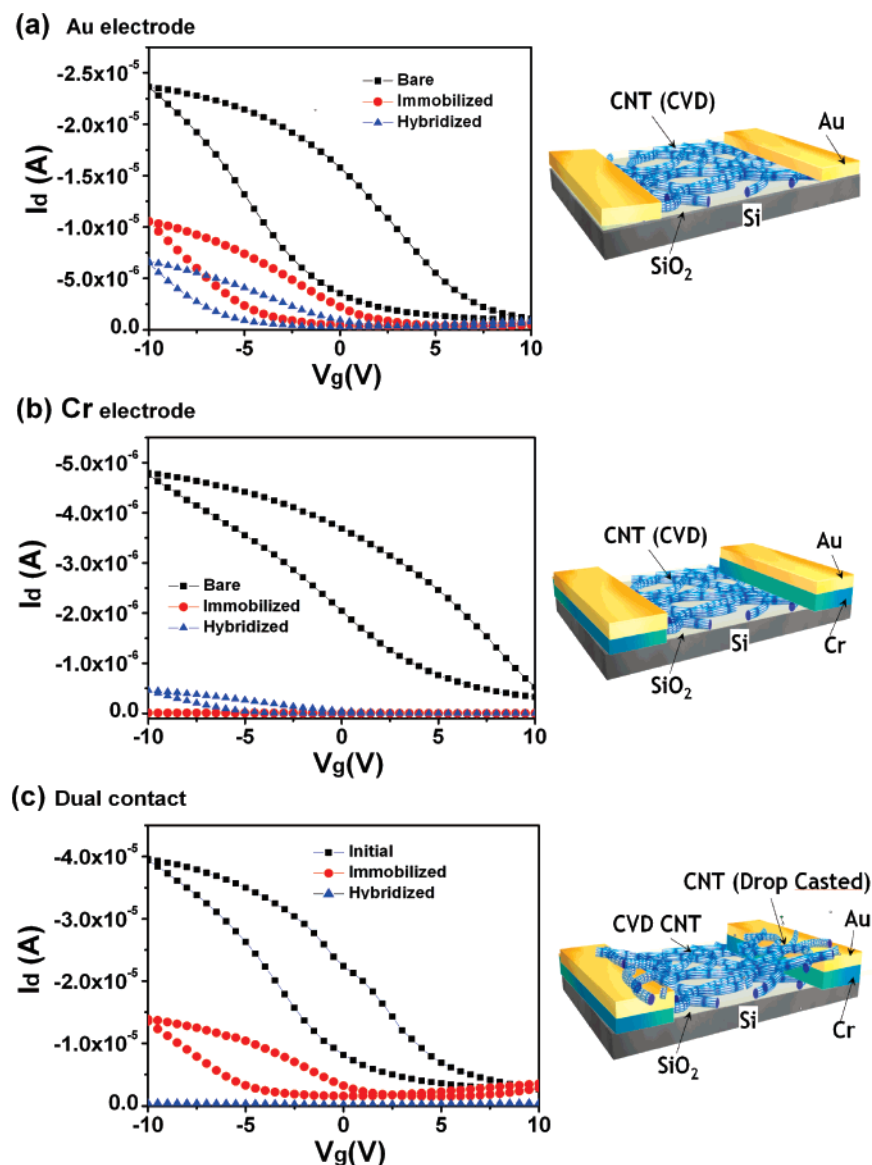 (a) Au electrode
-2.5x10⁻⁵
-2.0x10⁻⁵
-1.5x10⁻⁵
-1.0x10⁻⁵
-5.0x10⁻⁶
0.0
Id (A)
Bare
Immobilized
Hybridized
-10 -5 0 5 10
Vg(V)
CNT (CVD)
Au
Si
SiO₂
(b) Cr electrode
-5.0x10⁻⁶
-4.0x10⁻⁶
-3.0x10⁻⁶
-2.0x10⁻⁶
-1.0x10⁻⁶
0.0
Id (A)
Bare
Immobilized
Hybridized
-10 -5 0 5 10
Vg(V)
CNT (CVD)
Au
Si
Cr
SiO₂
(c) Dual contact
-4.0x10⁻⁵
-3.0x10⁻⁵
-2.0x10⁻⁵
-1.0x10⁻⁵
0.0
Id (A)
Initial
Immobilized
Hybridized
-10 -5 0 5 10
Vg(V)
CNT (Drop Casted)
CVD CNT
Au
Si
Cr
SiO₂